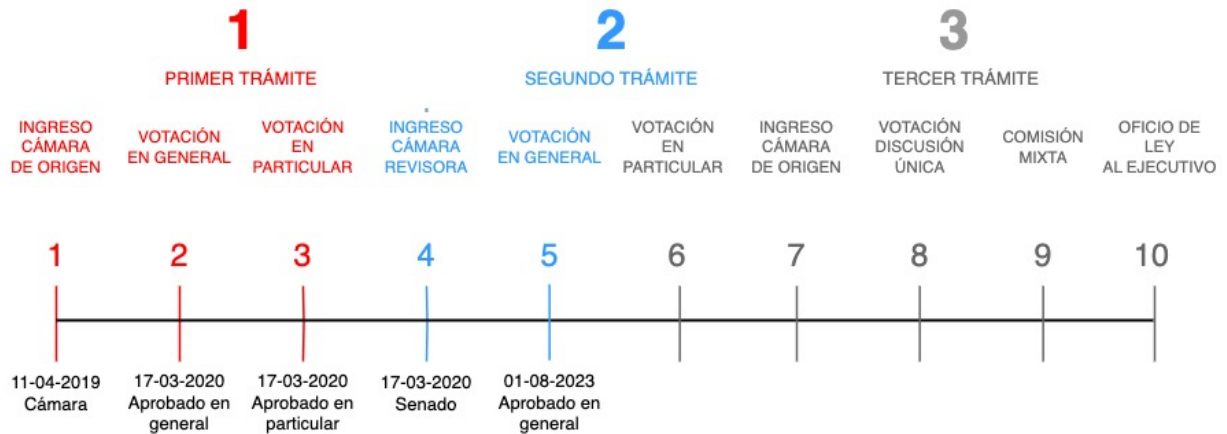 1
PRIMER TRÁMITE
2
SEGUNDO TRÁMITE
3
TERCER TRÁMITE
INGRESO
CÁMARA
DE ORIGEN
VOTACIÓN
EN GENERAL
VOTACIÓN
EN
PARTICULAR
INGRESO
CÁMARA
REVISORA
VOTACIÓN
EN GENERAL
VOTACIÓN
EN
PARTICULAR
INGRESO
CÁMARA
DE ORIGEN
VOTACIÓN
DISCUSIÓN
ÚNICA
COMISIÓN
MIXTA
OFICIO DE
LEY
AL EJECUTIVO
1
2
3
4
5
6
7
8
9
10
11-04-2019
Cámara
17-03-2020
Aprobado en
general
17-03-2020
Aprobado en
particular
17-03-2020
Senado
01-08-2023
Aprobado en
general